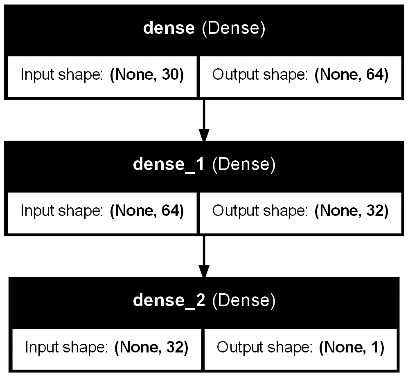 dense (Dense)
Input shape: (None, 30) Output shape: (None, 64)
dense_1 (Dense)
Input shape: (None, 64) Output shape: (None, 32)
dense_2 (Dense)
Input shape: (None, 32) Output shape: (None, 1)